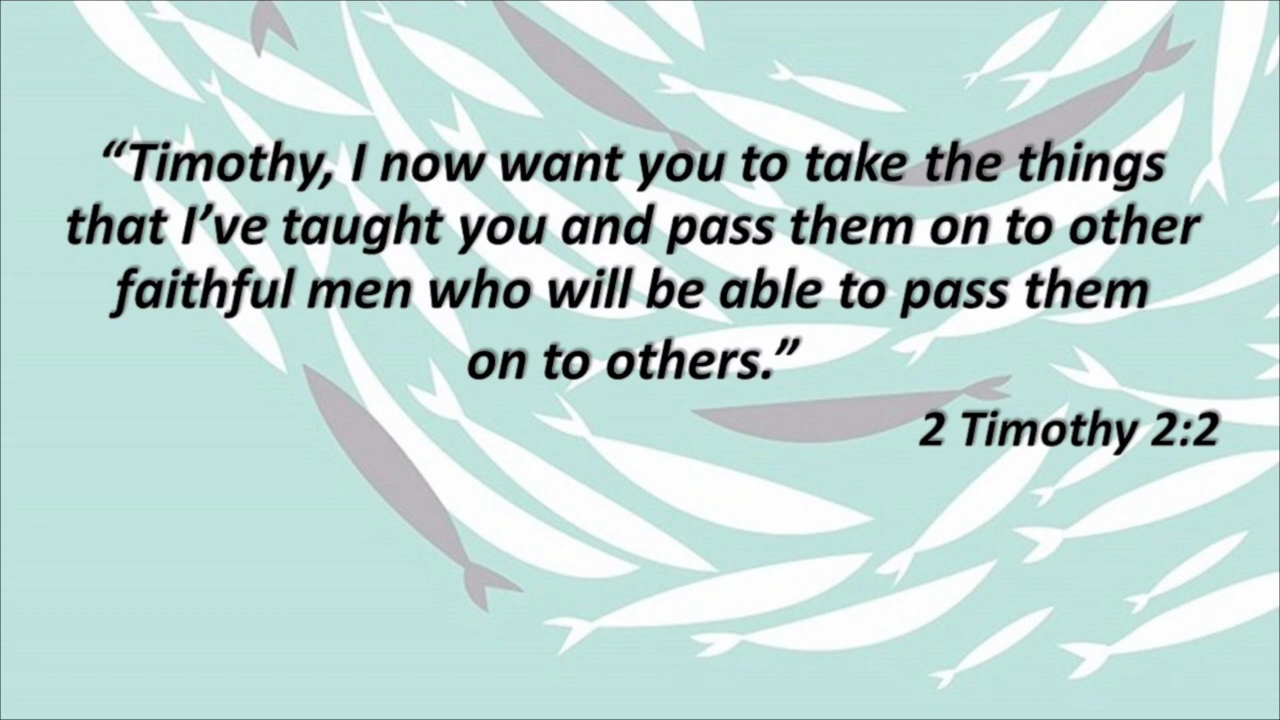 “Timothy, I now want you to take the things
that I’ve taught you and pass them on to other
faithful men who will be able to pass them
on to others.”
2 Timothy 2:2